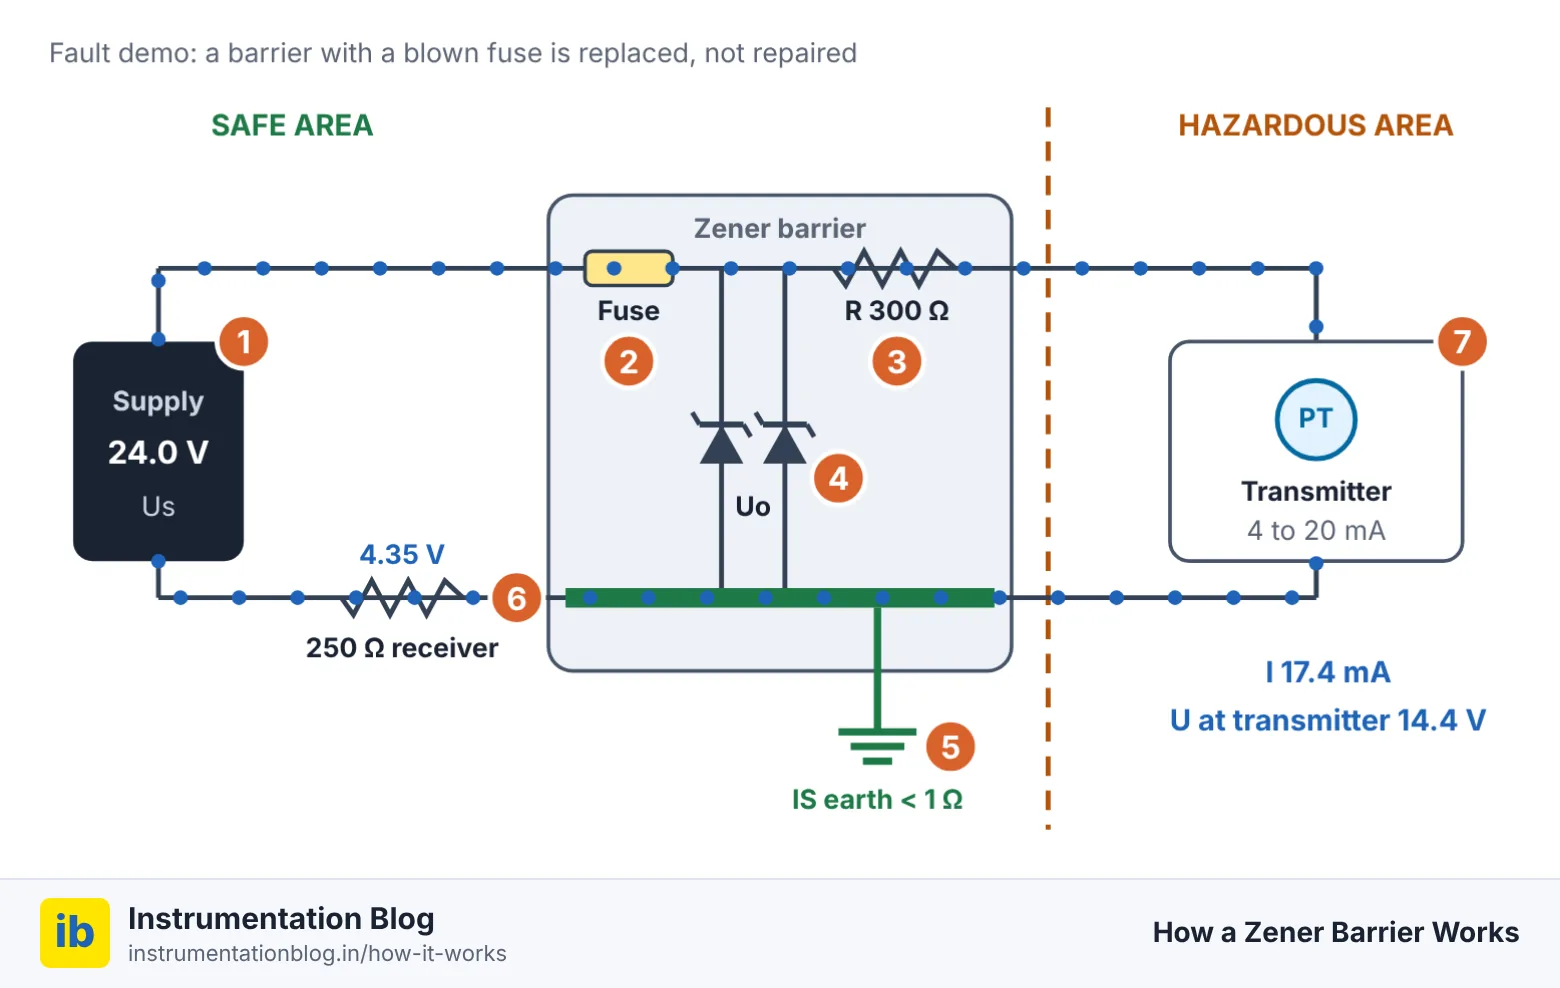 Fault demo: a barrier with a blown fuse is replaced, not repaired
SAFE AREA
HAZARDOUS AREA
Zener barrier
Fuse
R 300 Ω
1
2
3
7
Supply
24.0 V
Us
PT
Transmitter
4 to 20 mA
4
Uo
4.35 V
6
250 Ω receiver
I 17.4 mA
U at transmitter 14.4 V
5
IS earth < 1 Ω
ib
Instrumentation Blog
instrumentationblog.in/how-it-works
How a Zener Barrier Works